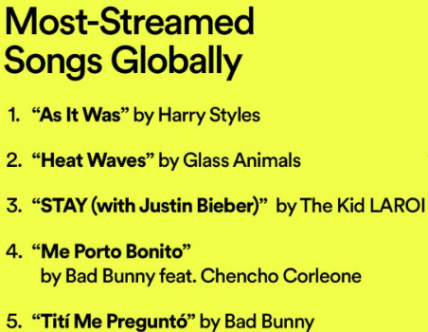 Most-Streamed
Songs Globally
1. “As It Was” by Harry Styles
2. “Heat Waves” by Glass Animals
3. “STAY (with Justin Bieber)” by The Kid LAROI
4. “Me Porto Bonito”
by Bad Bunny feat. Chencho Corleone
5. “Tití Me Preguntó” by Bad Bunny